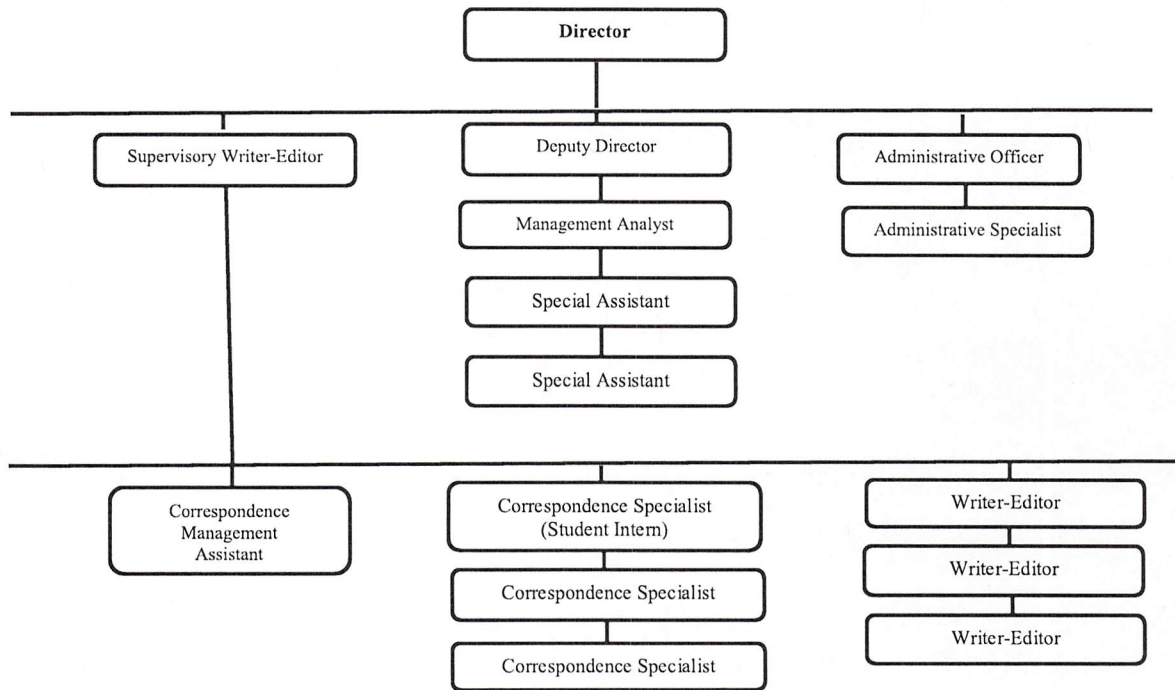 Director
Supervisory Writer-Editor
Deputy Director
Administrative Officer
Management Analyst
Administrative Specialist
Special Assistant
Special Assistant
Correspondence
Management
Assistant
Correspondence Specialist
(Student Intern)
Correspondence Specialist
Correspondence Specialist
Writer-Editor
Writer-Editor
Writer-Editor